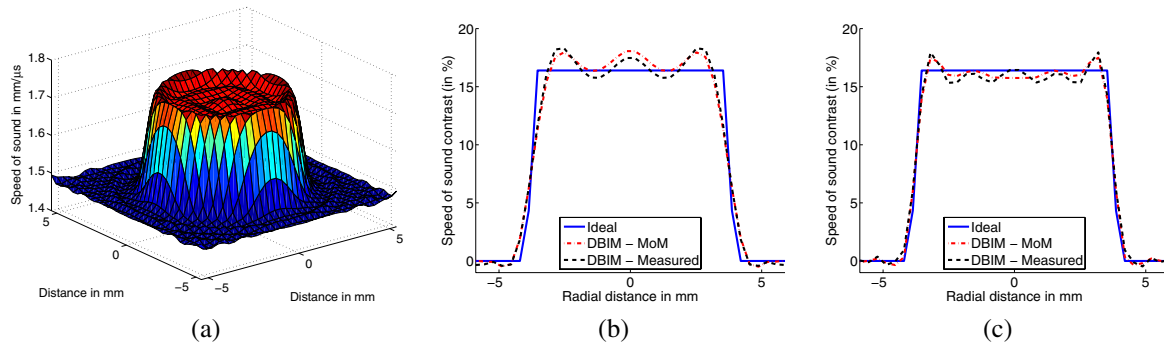 1.8
1.7
1.6
1.5
1.4
Speed of sound in mm/μs
5
0
−5
Distance in mm
−5
0
5
Distance in mm
(a)
20
15
10
5
0
Speed of sound contrast (in %)
Ideal
DBIM − MoM
DBIM − Measured
−5
0
5
Radial distance in mm
(b)
20
15
10
5
0
Speed of sound contrast (in %)
Ideal
DBIM − MoM
DBIM − Measured
−5
0
5
Radial distance in mm
(c)